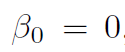 β₀ = 0.